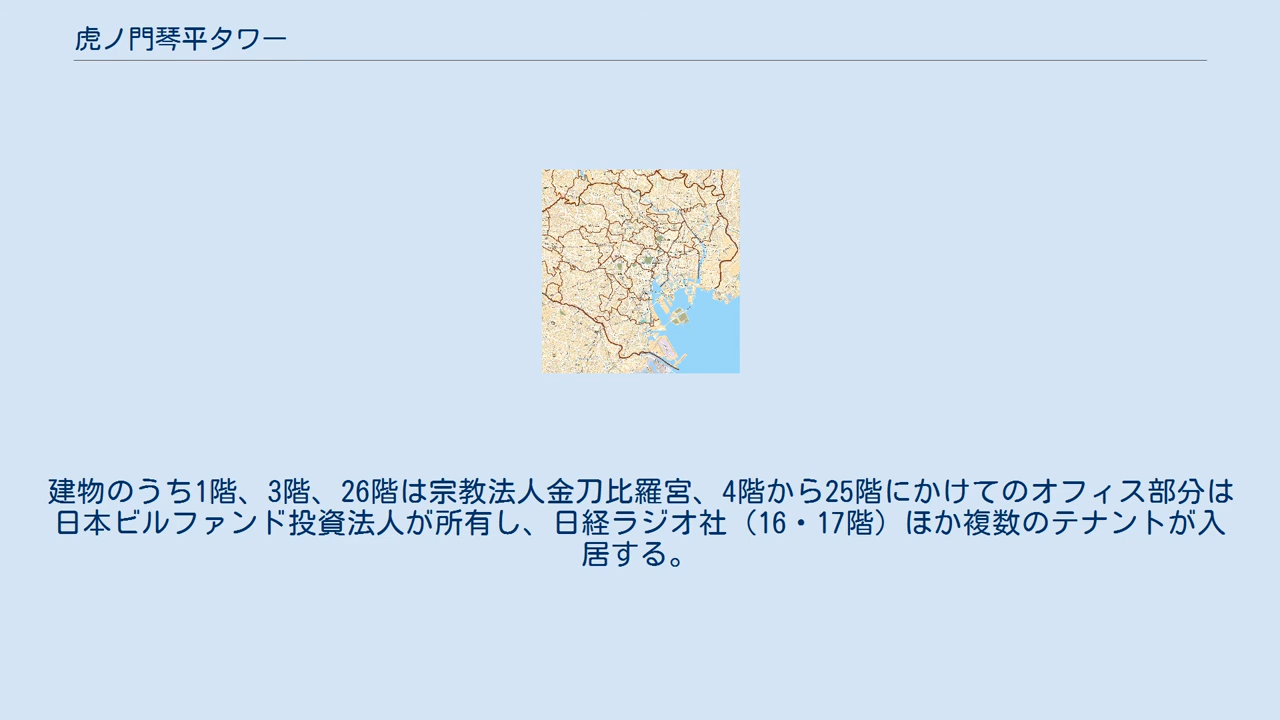 虎ノ門琴平タワー
建物のうち1階、3階、26階は宗教法人金刀比羅宮、4階から25階にかけてのオフィス部分は
日本ビルファンド投資法人が所有し、日経ラジオ社（16・17階）ほか複数のテナントが入
居する。